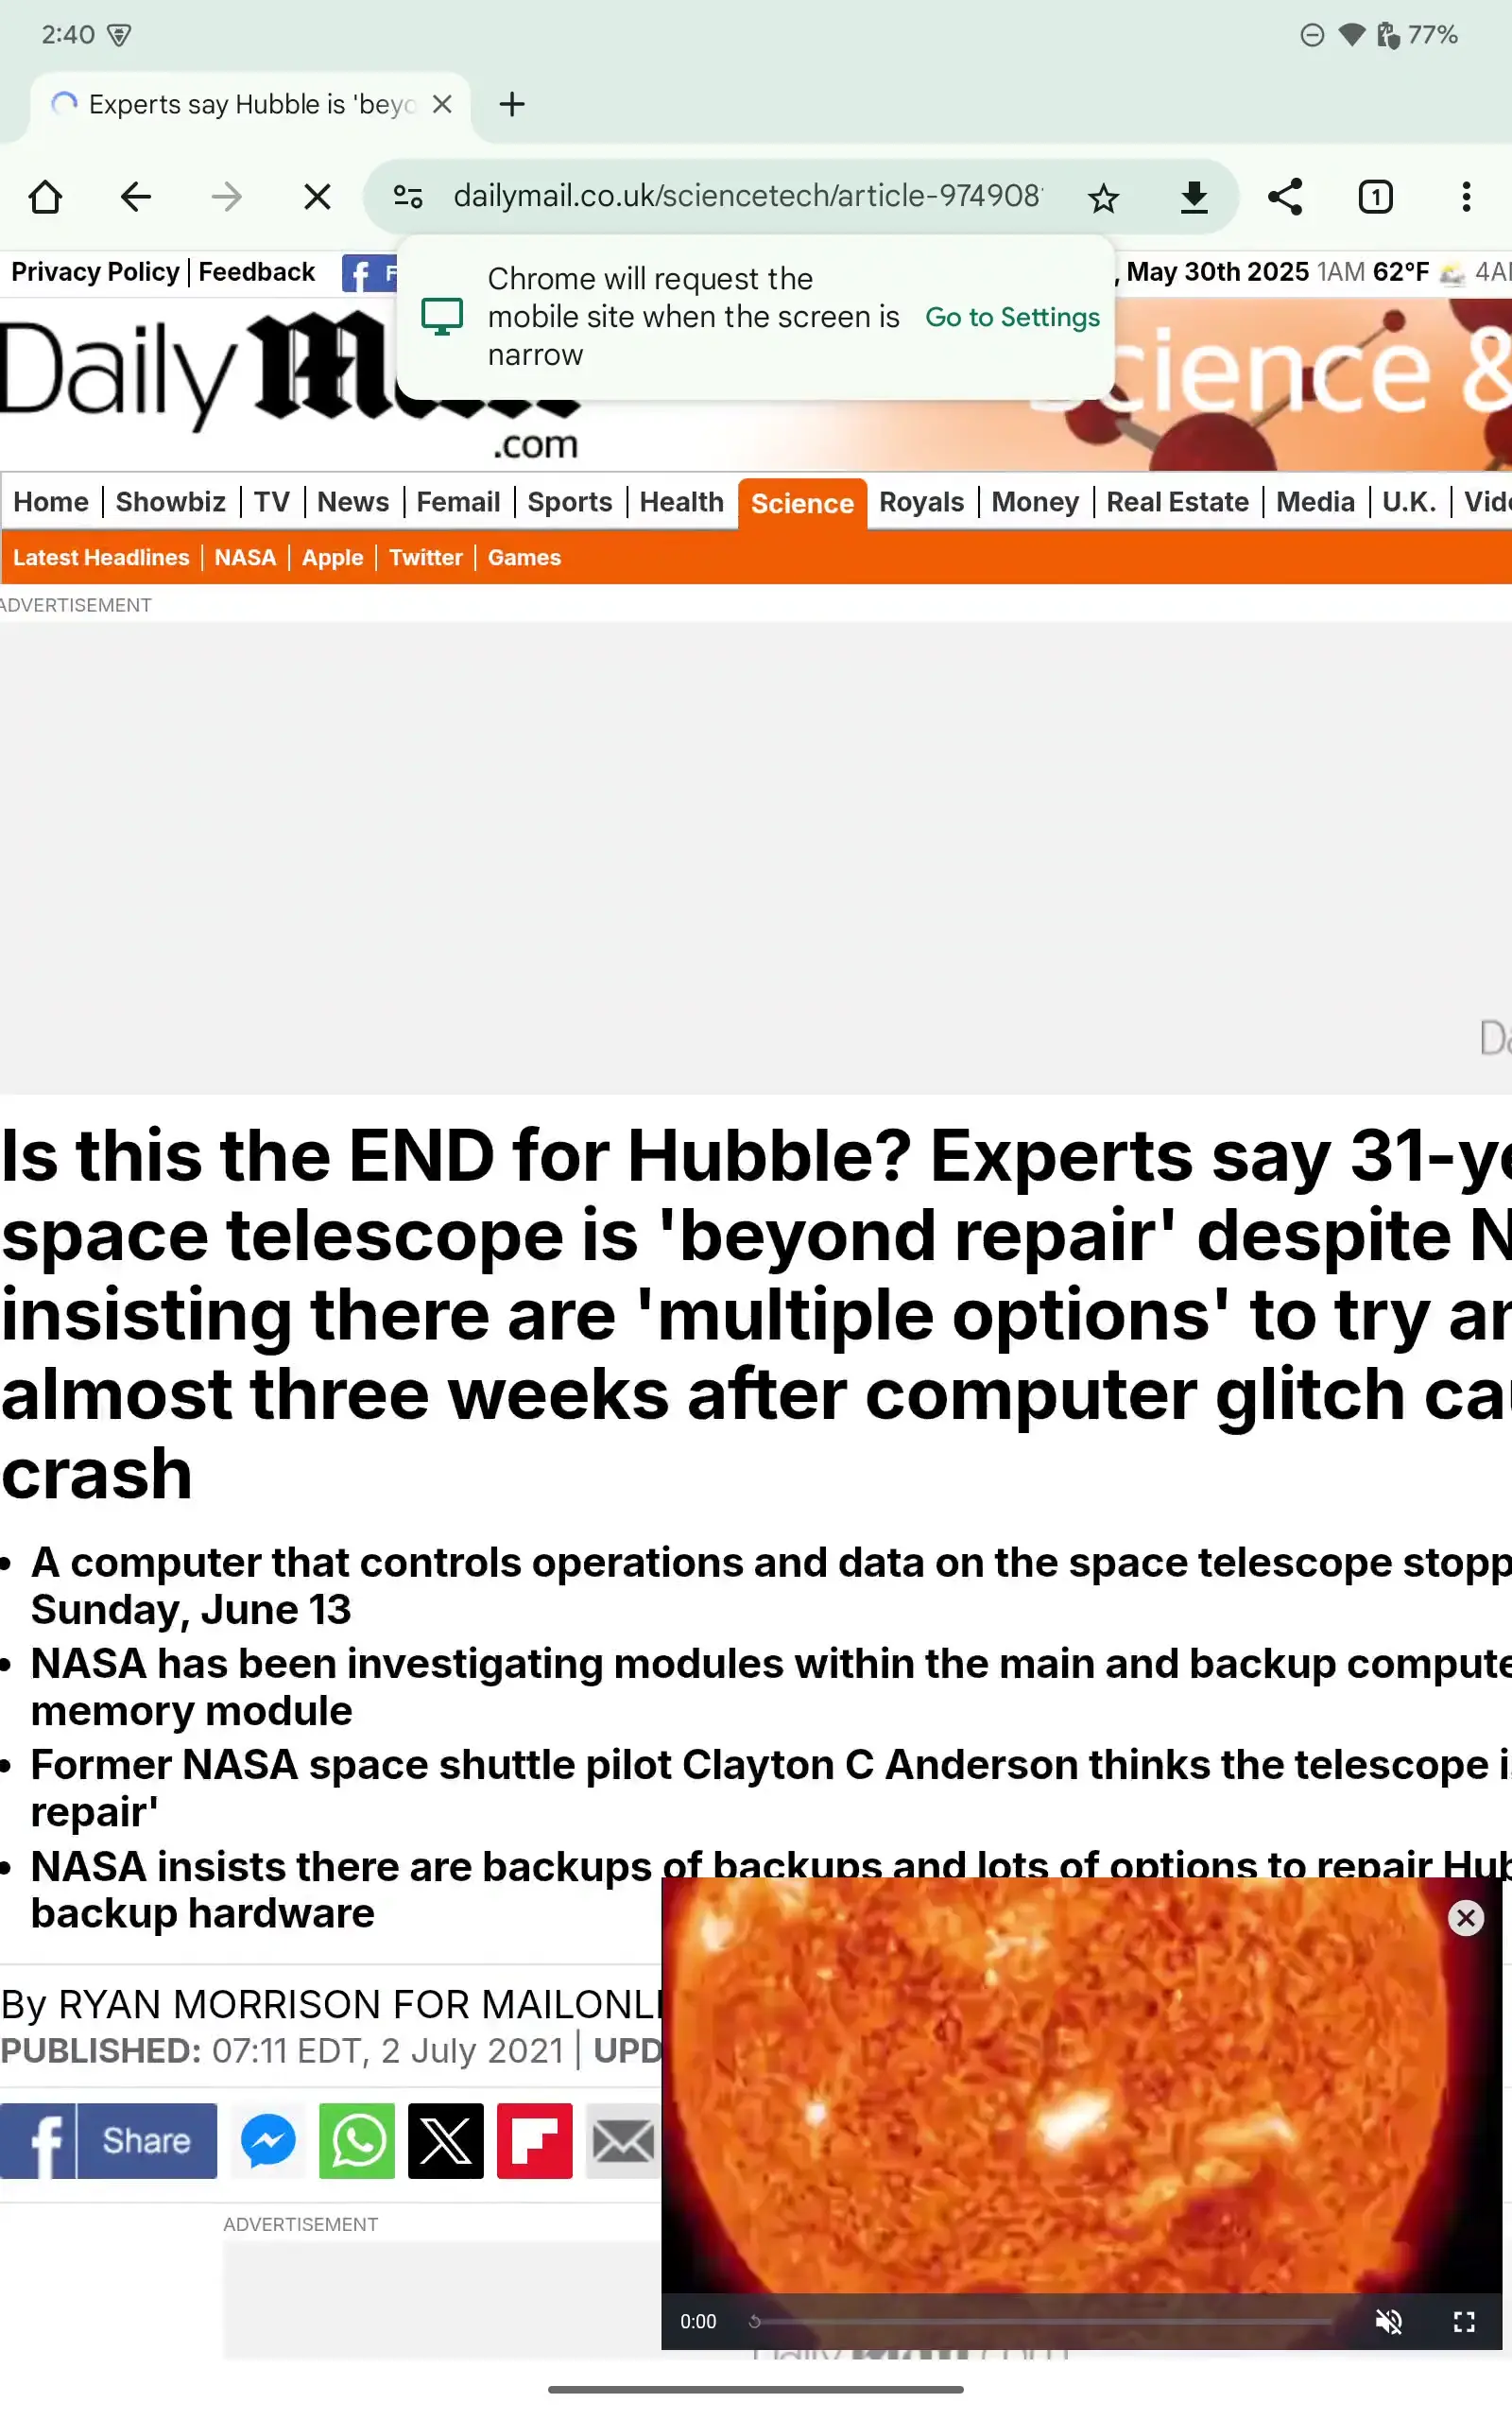 2:40
77%
Experts say Hubble is 'beyo
dailymail.co.uk/sciencetech/article-974908
1
Privacy Policy | Feedback
, May 30th 2025 1AM 62°F
Chrome will request the
mobile site when the screen is
narrow
Go to Settings
Daily
.com
Science &
Home | Showbiz | TV | News | Femail | Sports | Health | Science | Royals | Money | Real Estate | Media | U.K. |
Latest Headlines | NASA | Apple | Twitter | Games
ADVERTISEMENT
Is this the END for Hubble? Experts say 31-ye
space telescope is 'beyond repair' despite N
insisting there are 'multiple options' to try an
almost three weeks after computer glitch cau
crash
• A computer that controls operations and data on the space telescope stopp
Sunday, June 13
• NASA has been investigating modules within the main and backup compute
memory module
• Former NASA space shuttle pilot Clayton C Anderson thinks the telescope i
repair'
• NASA insists there are backups of backups and lots of options to repair Hub
backup hardware
By RYAN MORRISON FOR MAILONLI
PUBLISHED: 07:11 EDT, 2 July 2021 | UPD
Share
ADVERTISEMENT
0:00